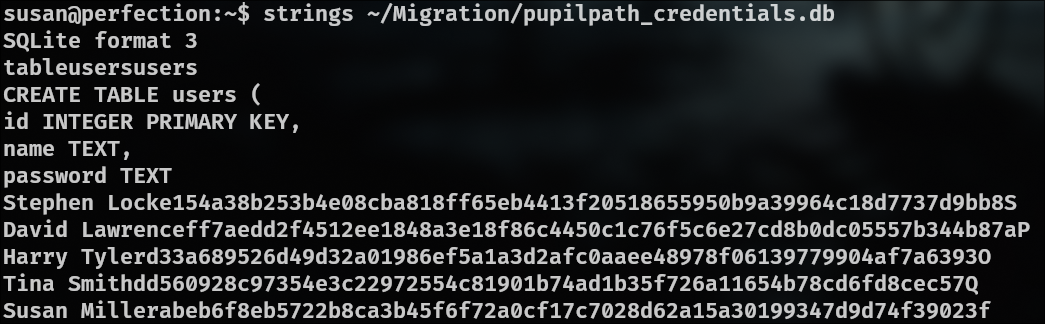 susan@perfection:~$ strings ~/Migration/pupilpath_credentials.db
SQLite format 3
tableusersusers
CREATE TABLE users (
id INTEGER PRIMARY KEY,
name TEXT,
password TEXT
Stephen Locke154a38b253b4e08cba818ff65eb4413f20518655950b9a39964c18d7737d9bb8S
David Lawrenceff7aedd2f4512ee1848a3e18f86c4450c1c76f5c6e27cd8b0dc05557b344b87aP
Harry Tylerd33a689526d49d32a01986ef5a1a3d2afc0aaee48978f06139779904af7a6393O
Tina Smithdd560928c97354e3c22972554c81901b74ad1b35f726a11654b78cd6fd8cec57Q
Susan Millerabeb6f8eb5722b8ca3b45f6f72a0cf17c7028d62a15a30199347d9d74f39023f